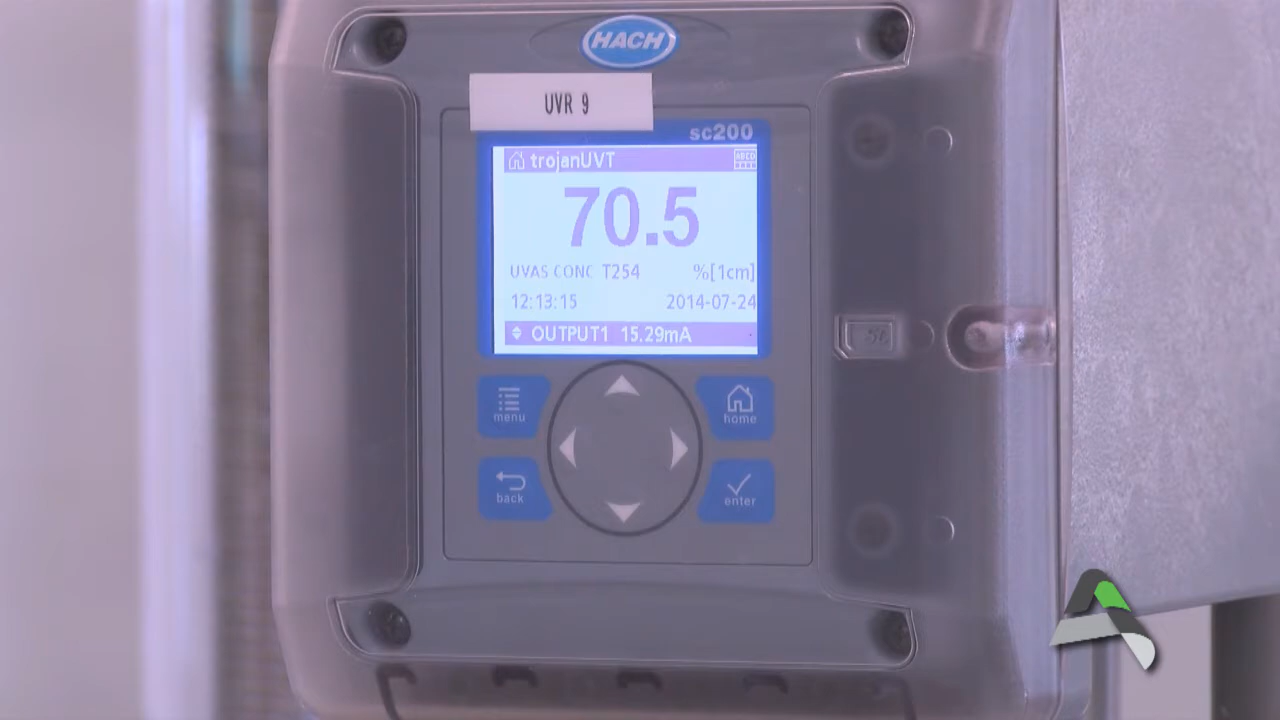 HACH
UVR 9
sc200
trojanUVT
70.5
UVAS CONC T254 %[1cm]
12:13:15 2014-07-24
OUTPUT1 15.29mA
menu
home
back
enter